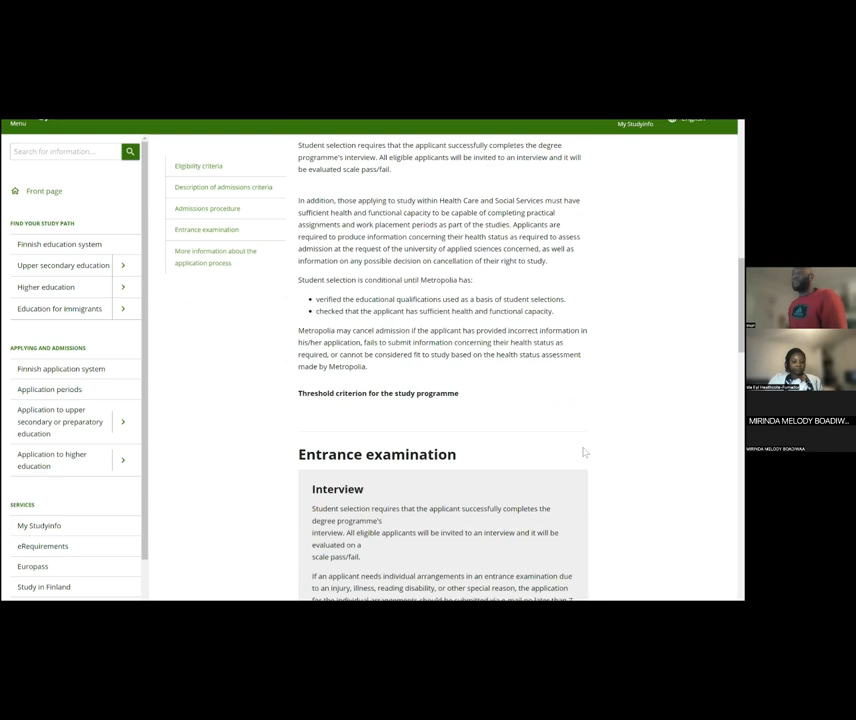 Menu
My Studyinfo
English
Search for information...
Front page
FIND YOUR STUDY PATH
Finnish education system
Upper secondary education
Higher education
Education for immigrants
APPLYING AND ADMISSIONS
Finnish application system
Application periods
Application to upper
secondary or preparatory
education
Application to higher
education
SERVICES
My Studyinfo
eRequirements
Europass
Study in Finland
Eligibility criteria
Description of admissions criteria
Admissions procedure
Entrance examination
More information about the
application process
Student selection requires that the applicant successfully completes the degree
programme's interview. All eligible applicants will be invited to an interview and it will
be evaluated scale pass/fail.
In addition, those applying to study within Health Care and Social Services must have
sufficient health and functional capacity to be capable of completing practical
assignments and work placement periods as part of the studies. Applicants are
required to produce information concerning their health status as required to assess
admission at the request of the university of applied sciences concerned, as well as
information on any possible decision on cancellation of their right to study.
Student selection is conditional until Metropolia has:
• verified the educational qualifications used as a basis of student selections.
• checked that the applicant has sufficient health and functional capacity.
Metropolia may cancel admission if the applicant has provided incorrect information in
his/her application, fails to submit information concerning their health status as
required, or cannot be considered fit to study based on the health status assessment
made by Metropolia.
Threshold criterion for the study programme
Entrance examination
Interview
Student selection requires that the applicant successfully completes the
degree programme's
interview. All eligible applicants will be invited to an interview and it will be
evaluated on a
scale pass/fail.
If an applicant needs individual arrangements in an entrance examination due
to an injury, illness, reading disability, or other special reason, the application
for the individual arrangements should be submitted via e-mail no later than 7
MIRINDA MELODY BOADIW...
MIRINDA MELODY BOADIWAA